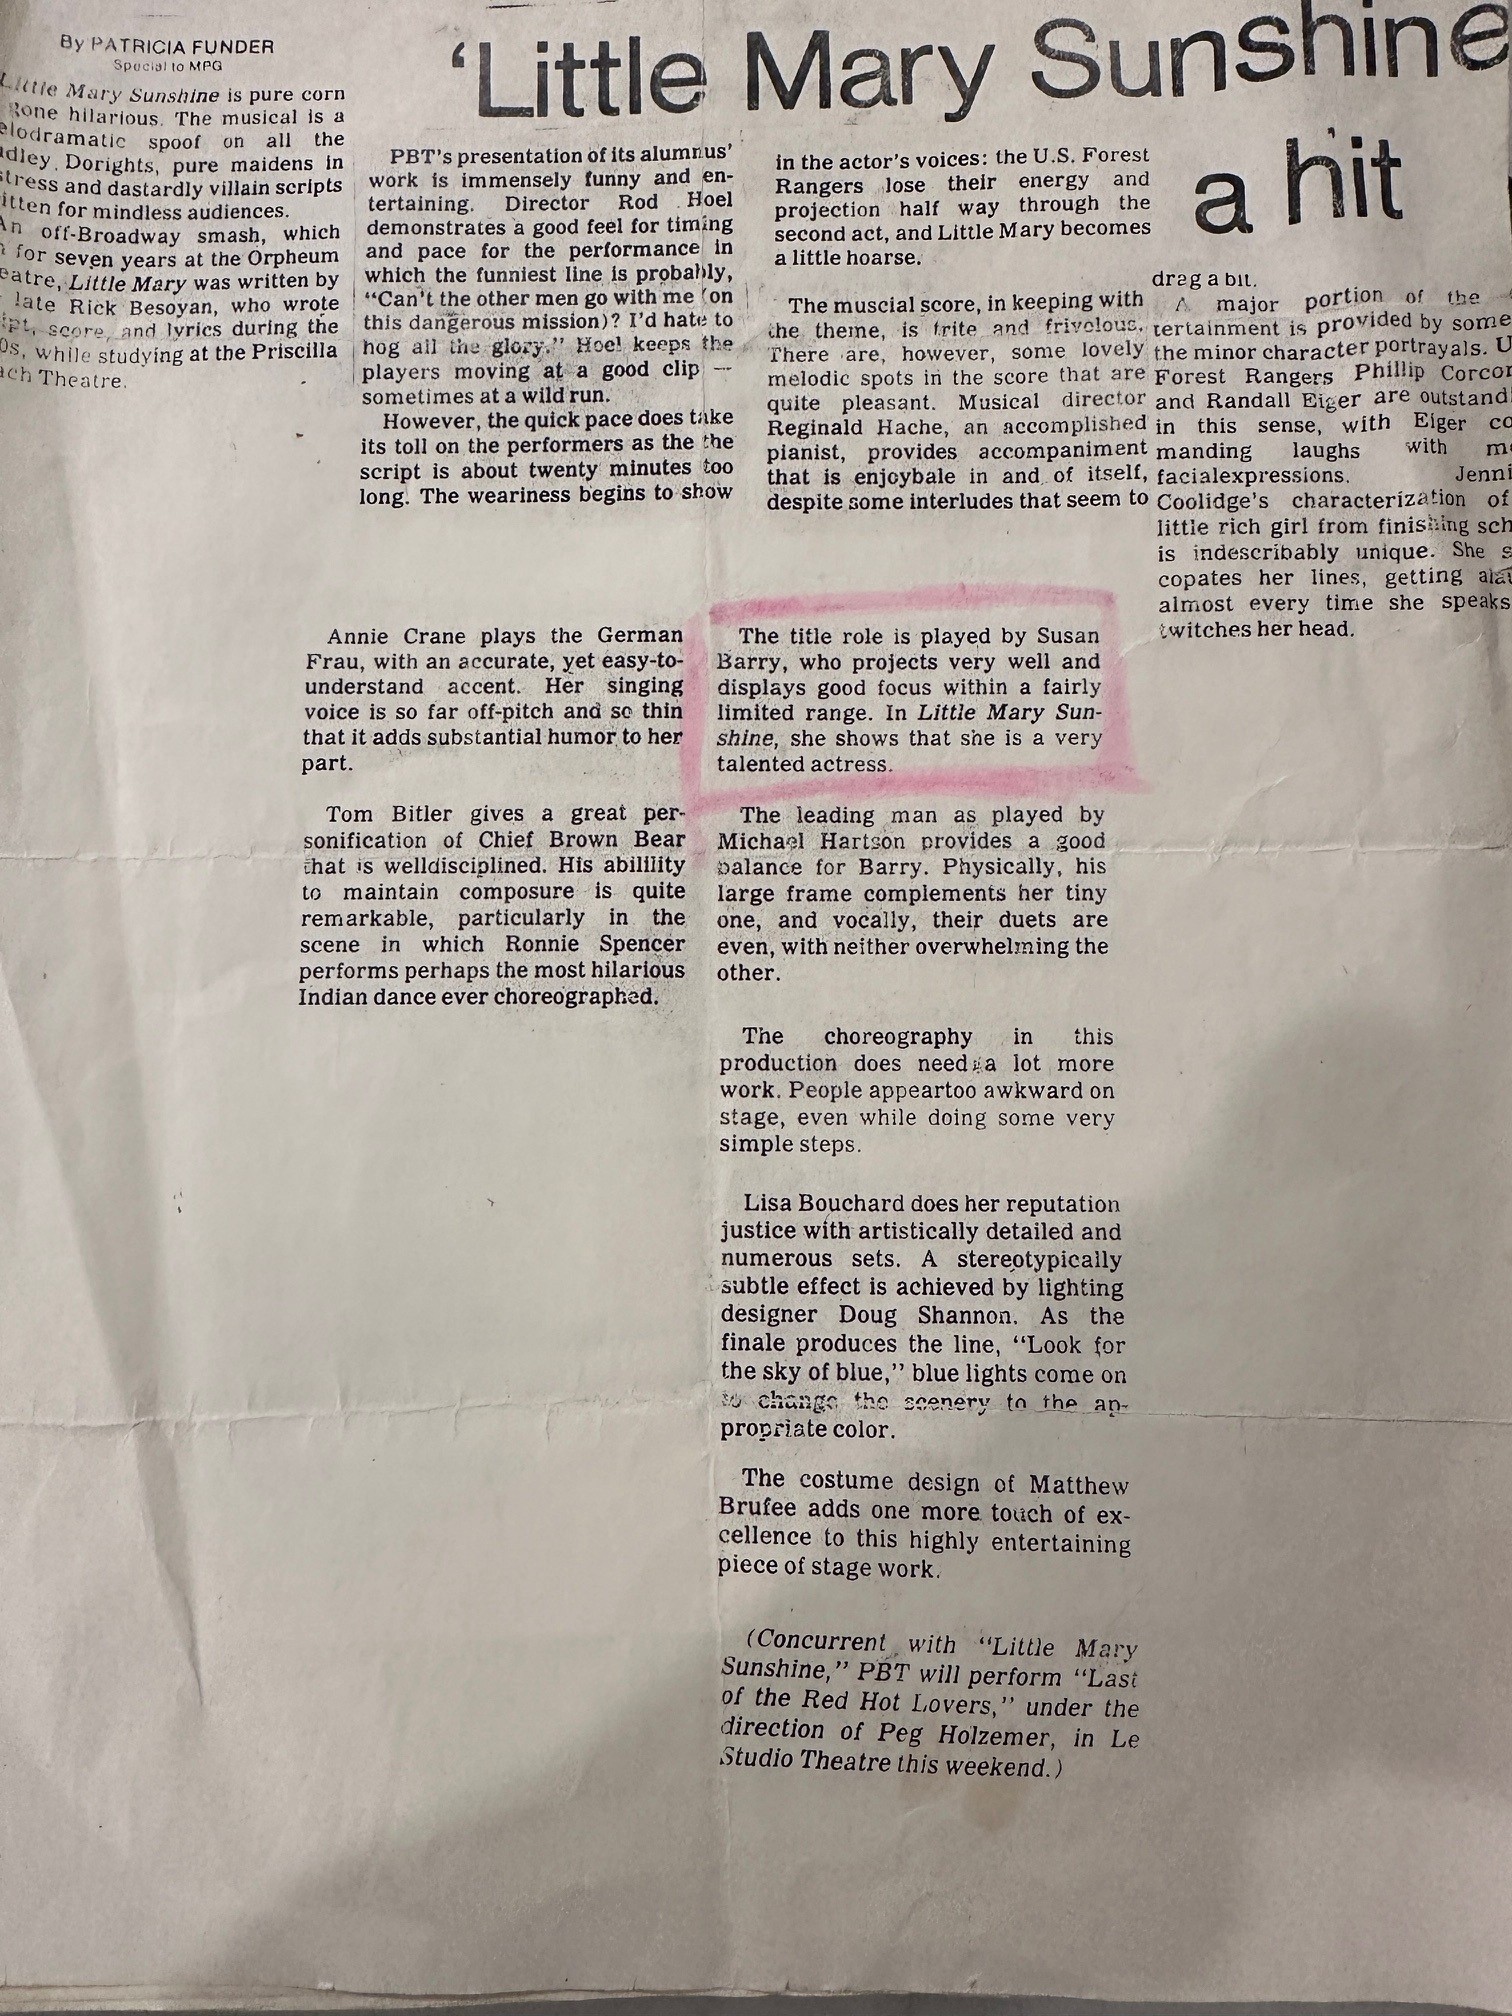 By PATRICIA FUNDER
Special to MPG
‘Little Mary Sunshine
a hit
Little Mary Sunshine is pure corn
gone hilarious. The musical is a
spoof on all the
Dorights, pure maidens in
and dastardly villain scripts
for mindless audiences.
An off-Broadway smash, which
for seven years at the Orpheum
Little Mary was written by
late Rick Besoyan, who wrote
score, and lyrics during the
while studying at the Priscilla
Theatre.
PBT's presentation of its alumnus'
work is immensely funny and en-
tertaining. Director Rod Hoel
demonstrates a good feel for timing
and pace for the performance in
which the funniest line is probably,
“Can't the other men go with me (on
this dangerous mission)? I'd hate to
hog all the glory.” Hoel keeps the
players moving at a good clip —
sometimes at a wild run.
However, the quick pace does take
its toll on the performers as the the
script is about twenty minutes too
long. The weariness begins to show
in the actor's voices: the U.S. Forest
Rangers lose their energy and
projection half way through the
second act, and Little Mary becomes
a little hoarse.
The muscial score, in keeping with
the theme, is trite and frivolous.
There are, however, some lovely
melodic spots in the score that are
quite pleasant. Musical director
Reginald Hache, an accomplished
pianist, provides accompaniment
that is enjoybale in and of itself,
despite some interludes that seem to
drag a bit.
A major portion of the
tertainment is provided by some
the minor character portrayals.
Forest Rangers Phillip
and Randall Eiger are
in this sense, with Eiger
manding laughs with
facialexpressions.
Coolidge's characterization of
little rich girl from finishing
is indescribably unique. She
copates her lines, getting
almost every time she speaks
twitches her head.
Annie Crane plays the German
Frau, with an accurate, yet easy-to-
understand accent. Her singing
voice is so far off-pitch and so thin
that it adds substantial humor to her
part.
Tom Bitler gives a great per-
sonification of Chief Brown Bear
that is welldisciplined. His abilility
to maintain composure is quite
remarkable, particularly in the
scene in which Ronnie Spencer
performs perhaps the most hilarious
Indian dance ever choreographed.
The title role is played by Susan
Barry, who projects very well and
displays good focus within a fairly
limited range. In Little Mary Sun-
shine, she shows that she is a very
talented actress.
The leading man as played by
Michael Hartson provides a good
balance for Barry. Physically, his
large frame complements her tiny
one, and vocally, their duets are
even, with neither overwhelming the
other.
The choreography in this
production does need a lot more
work. People appeartoo awkward on
stage, even while doing some very
simple steps.
Lisa Bouchard does her reputation
justice with artistically detailed and
numerous sets. A stereotypically
subtle effect is achieved by lighting
designer Doug Shannon. As the
finale produces the line, “Look for
the sky of blue,” blue lights come on
to change the scenery to the ap-
propriate color.
The costume design of Matthew
Brufee adds one more touch of ex-
cellence to this highly entertaining
piece of stage work.
(Concurrent with “Little Mary
Sunshine,” PBT will perform “Last
of the Red Hot Lovers,” under the
direction of Peg Holzemer, in Le
Studio Theatre this weekend.)